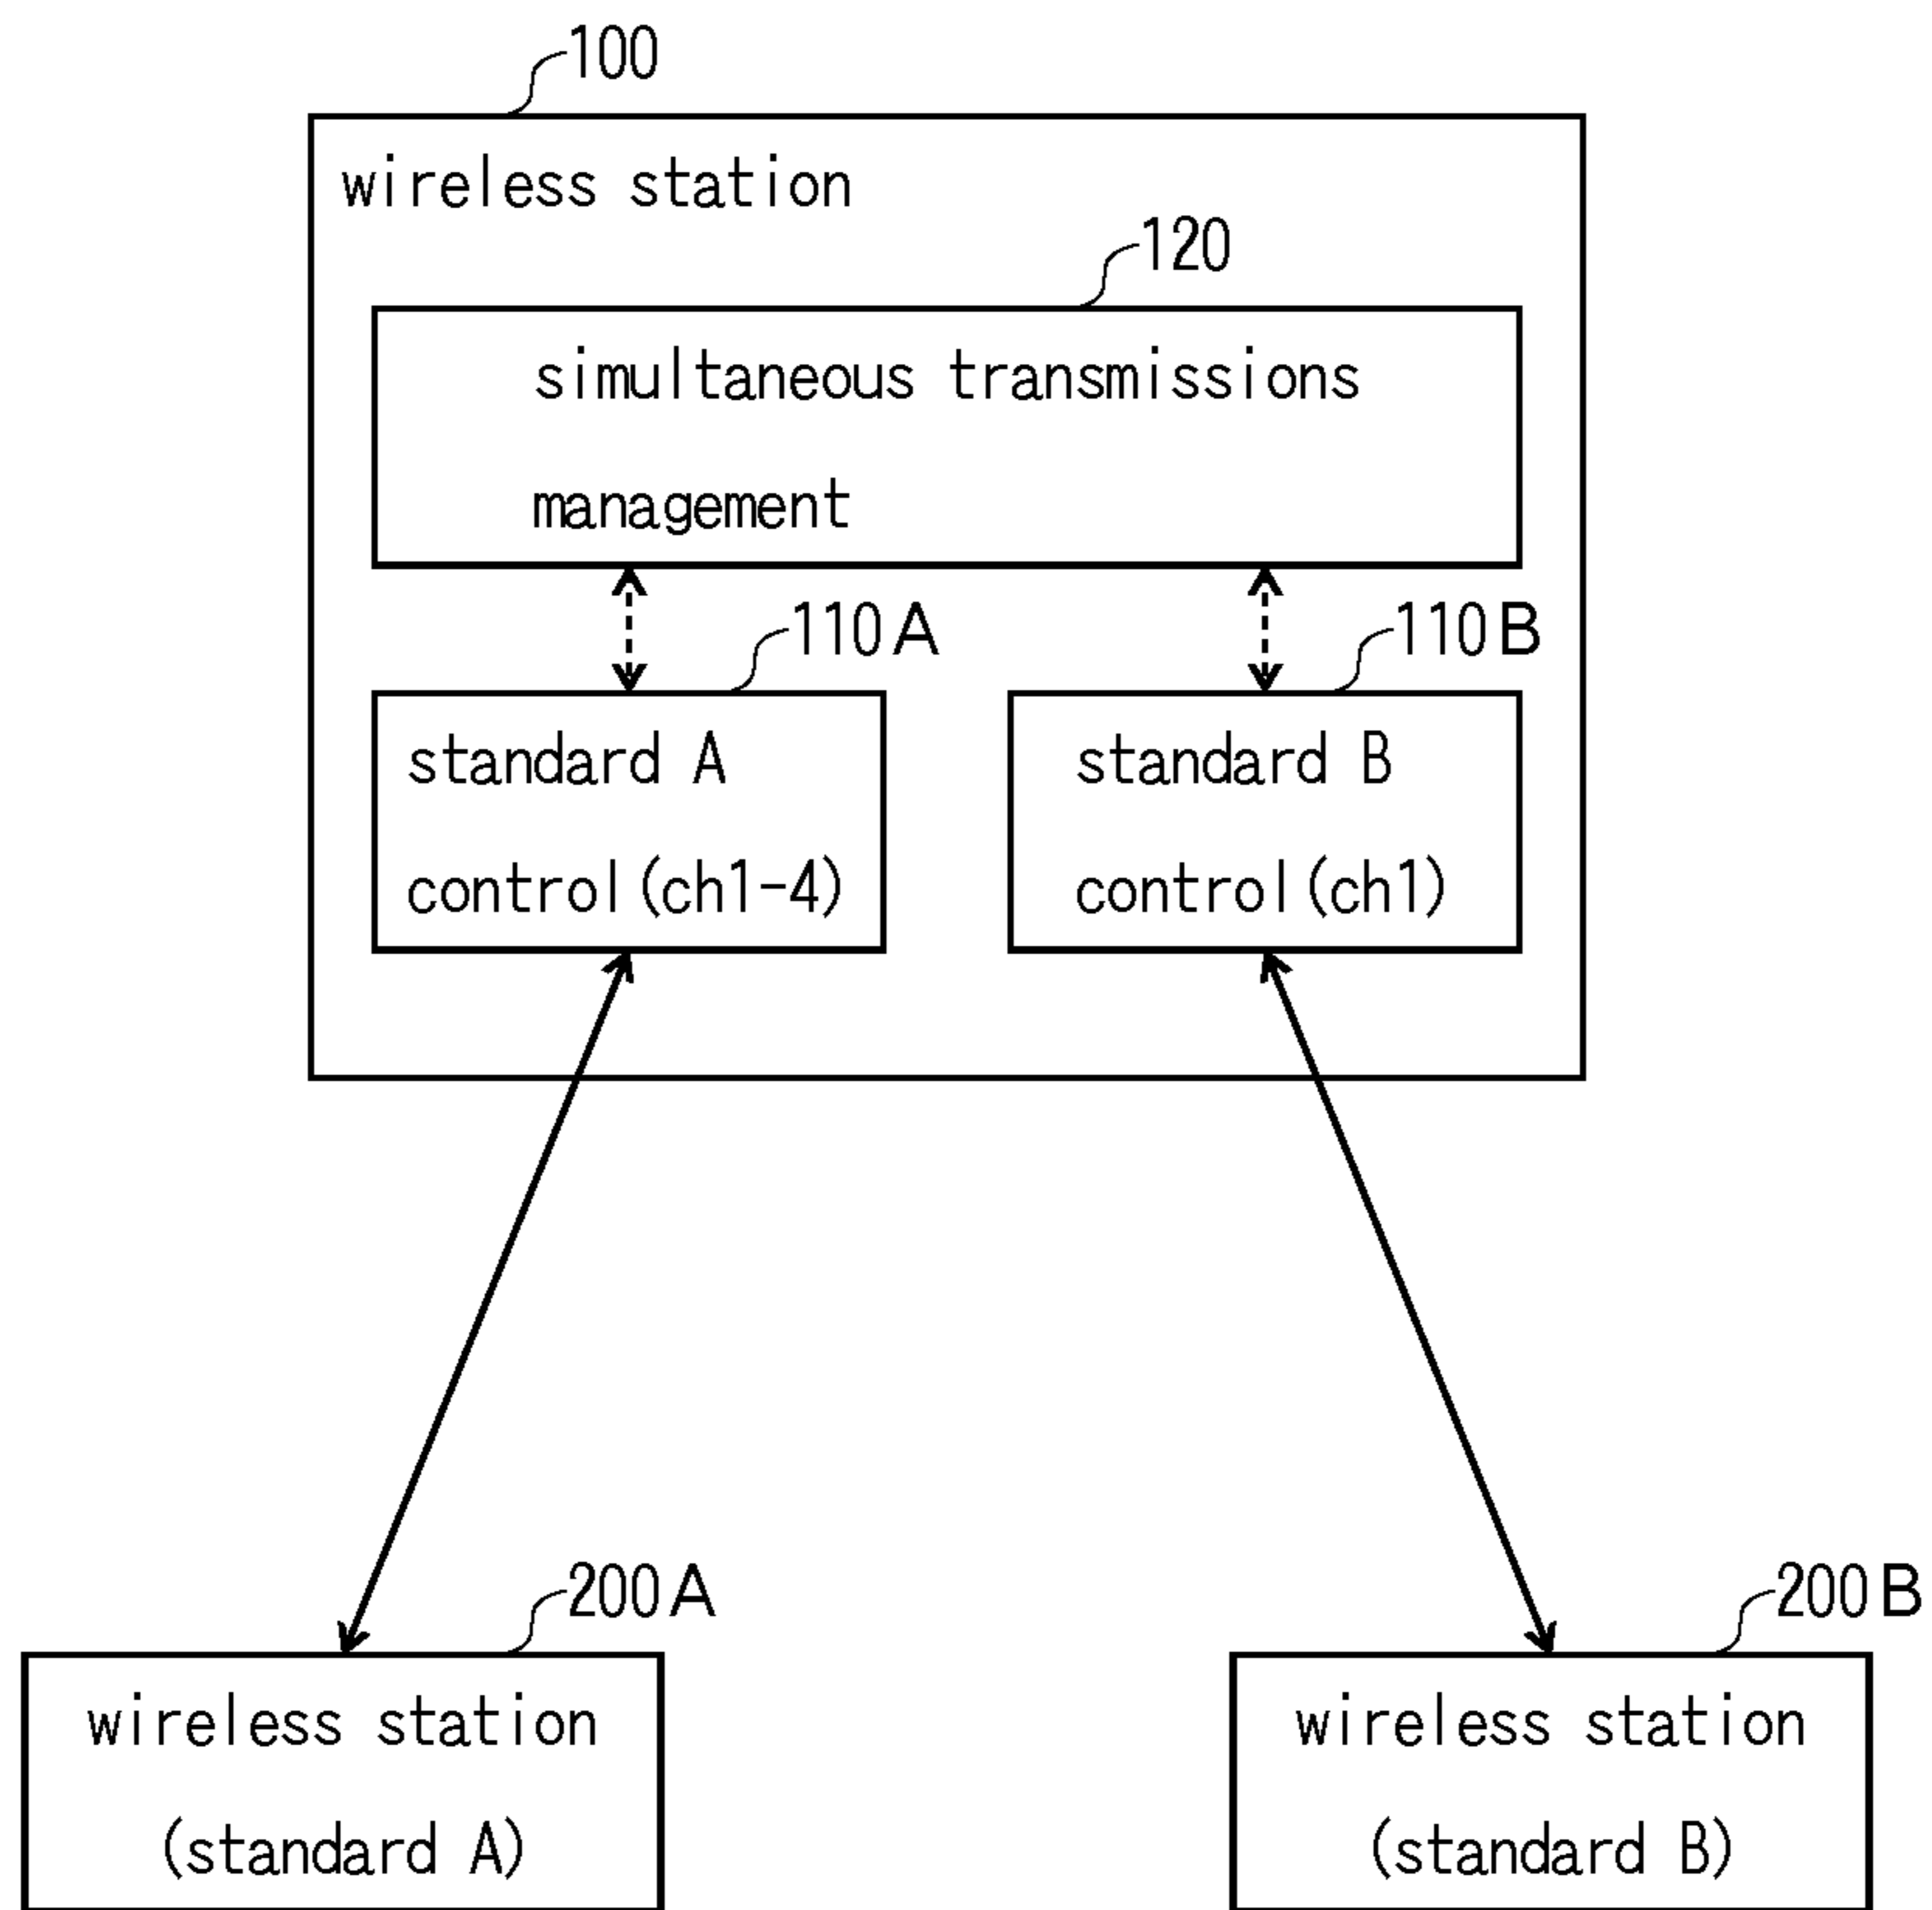 100
wireless station
120
simultaneous transmissions
management
110A
110B
standard A
control(ch1-4)
standard B
control(ch1)
200A
200B
wireless station
(standard A)
wireless station
(standard B)